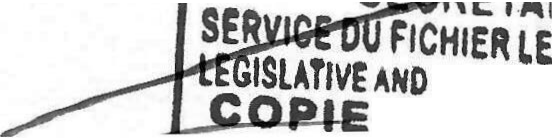 SERVICE DU FICHIER LE
LEGISLATIVE AND
COPIE